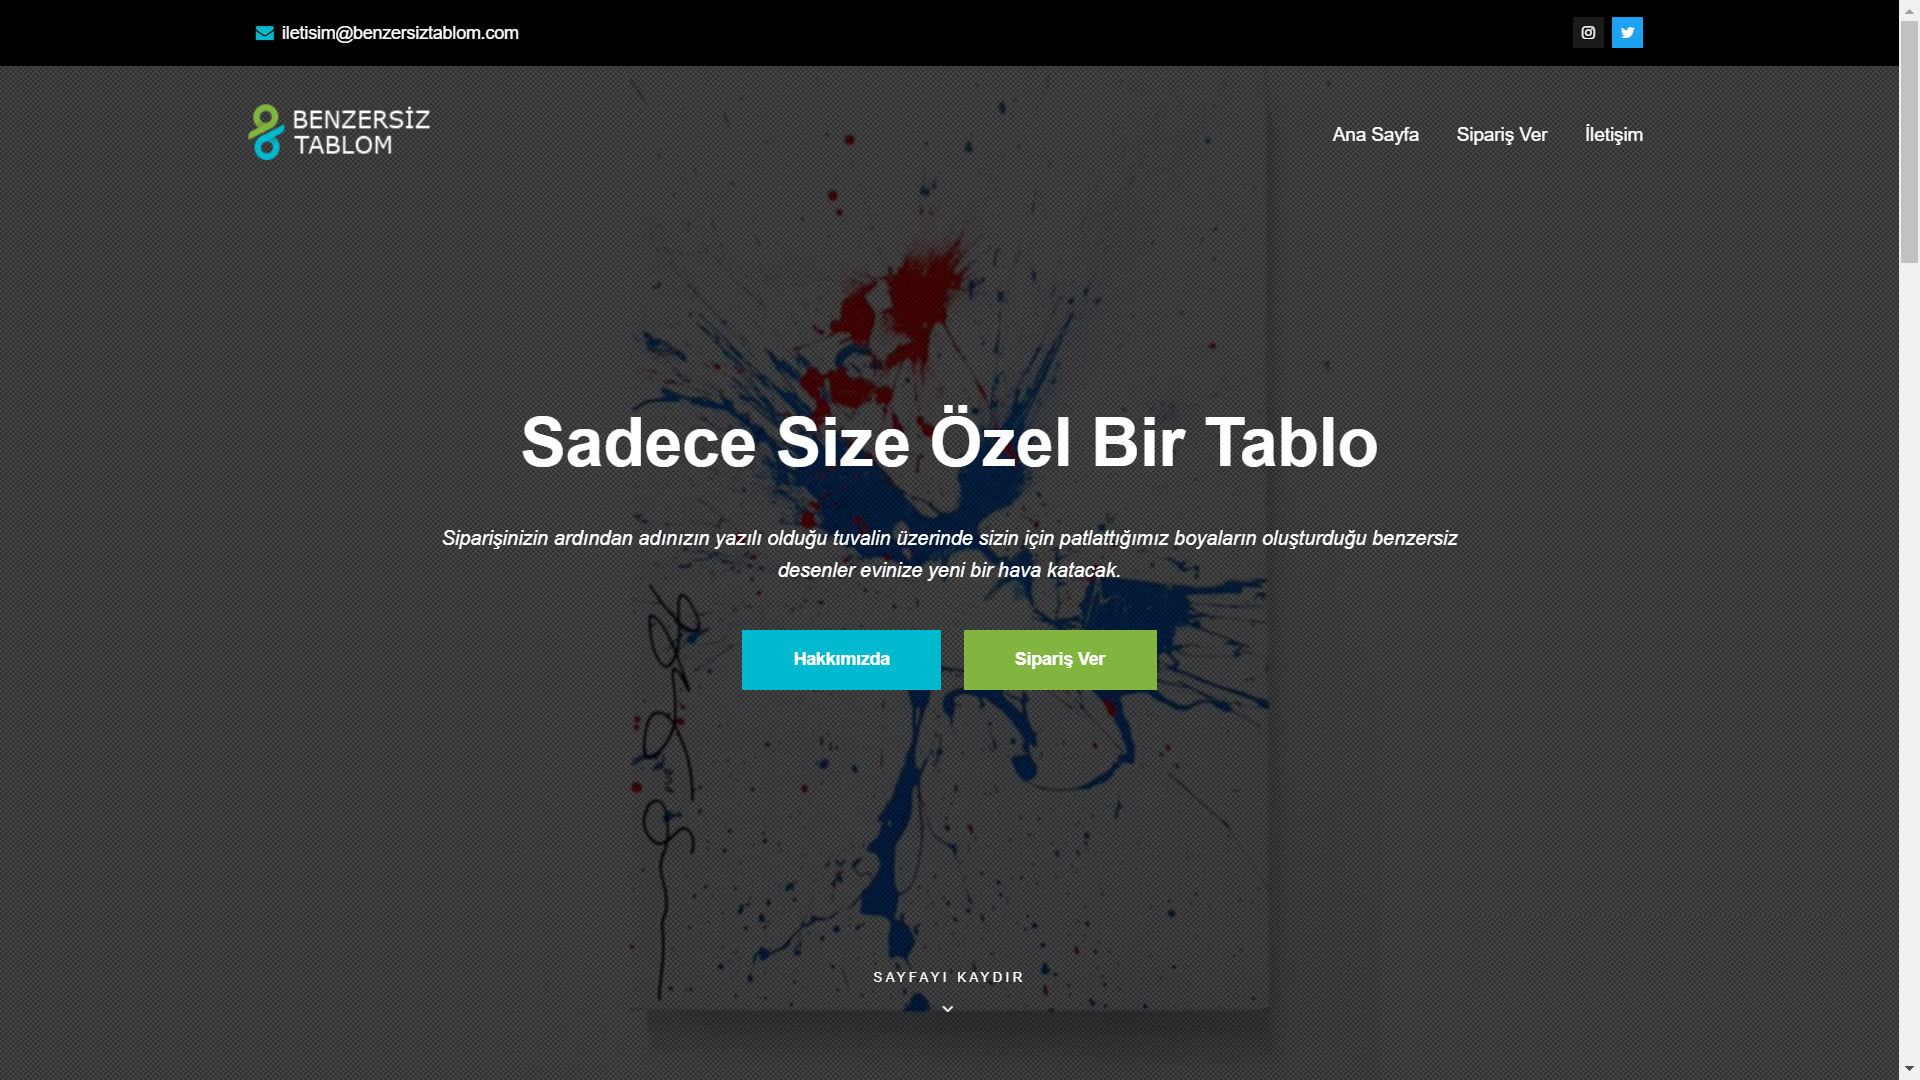 iletisim@benzersiztablom.com
BENZERSİZ
TABLOM
Ana Sayfa
Sipariş Ver
İletişim
Sadece Size Özel Bir Tablo
Siparişinizin ardından adınızın yazılı olduğu tuvalin üzerinde sizin için patlattığımız boyaların oluşturduğu benzersiz
desenler evinize yeni bir hava katacak.
Hakkımızda
Sipariş Ver
SAYFAYI KAYDIR